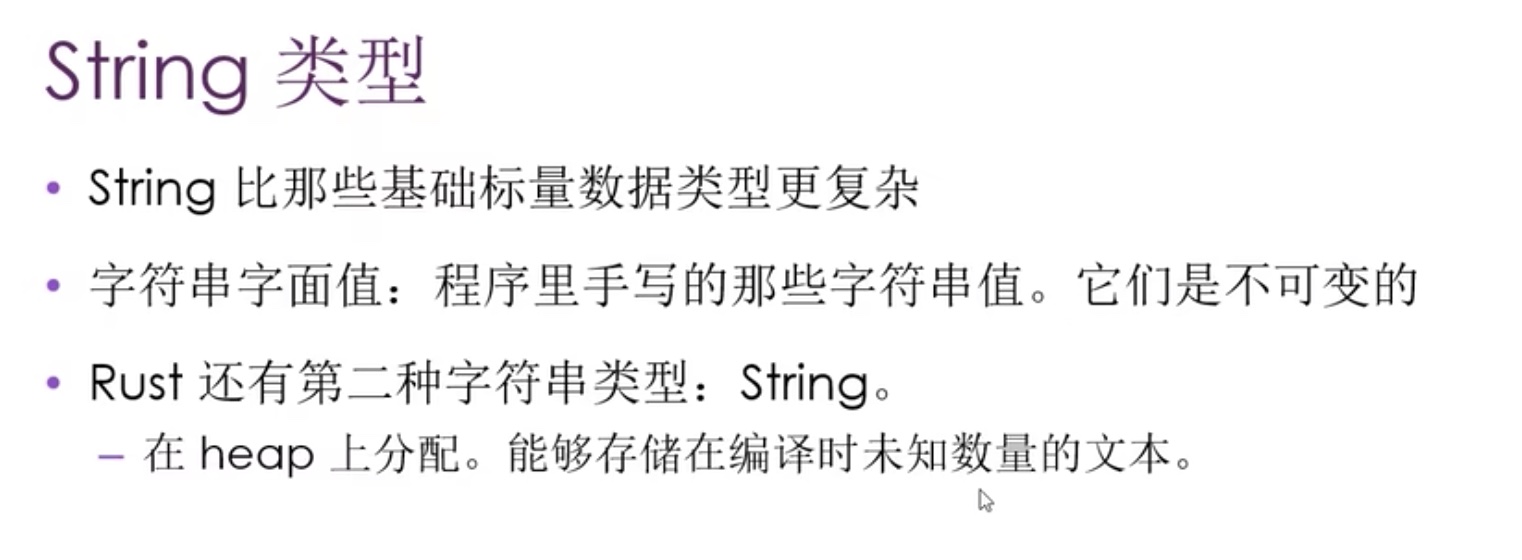 String 类型
• String 比那些基础标量数据类型更复杂
• 字符串字面值：程序里手写的那些字符串值。它们是不可变的
• Rust 还有第二种字符串类型：String。
– 在 heap 上分配。能够存储在编译时未知数量的文本。